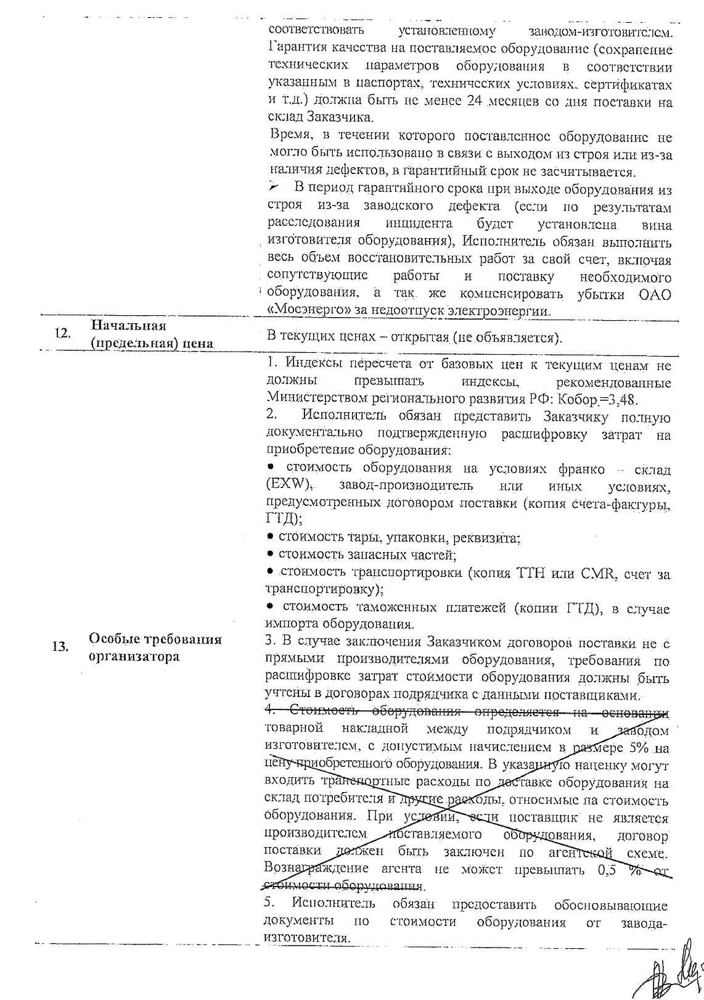 соответствовать установленному заводом-изготовителем.
Гарантия качества на поставляемое оборудование (сохранение
технических параметров оборудования в соответствии
указанным в паспортах, технических условиях, сертификатах
и т.д.) должна быть не менее 24 месяцев со дня поставки на
склад Заказчика.
Время, в течении которого поставленное оборудование не
могло быть использовано в связи с выходом из строя или из-за
наличия дефектов, в гарантийный срок не засчитывается.
➢ В период гарантийного срока при выходе оборудования из
строя из-за заводского дефекта (если по результатам
расследования инцидента будет установлена вина
изготовителя оборудования), Исполнитель обязан выполнить
весь объем восстановительных работ за свой счет, включая
сопутствующие работы и поставку необходимого
оборудования, а так же компенсировать убытки ОАО
«Мосэнерго» за недоотпуск электроэнергии.
12.
Начальная
(предельная) цена
В текущих ценах – открытая (не объявляется).
13.
Особые требования
организатора
1. Индексы пересчета от базовых цен к текущим ценам не
должны превышать индексы, рекомендованные
Министерством регионального развития РФ: Кобор.=3,48.
2. Исполнитель обязан представить Заказчику полную
документально подтвержденную расшифровку затрат на
приобретение оборудования:
• стоимость оборудования на условиях франко – склад
(EXW), завод-производитель или иных условиях,
предусмотренных договором поставки (копия счета-фактуры,
ГТД);
• стоимость тары, упаковки, реквизита;
• стоимость запасных частей;
• стоимость транспортировки (копия ТТН или CMR, счет за
транспортировку);
• стоимость таможенных платежей (копии ГТД), в случае
импорта оборудования.
3. В случае заключения Заказчиком договоров поставки не с
прямыми производителями оборудования, требования по
расшифровке затрат стоимости оборудования должны быть
учтены в договорах подрядчика с данными поставщиками.
4. Стоимость оборудования определяется на основании
товарной накладной между подрядчиком и заводом
изготовителем, с допустимым начислением в размере 5% на
цену приобретенного оборудования. В указанную наценку могут
входить транспортные расходы по доставке оборудования на
склад потребителя и другие расходы, относимые на стоимость
оборудования. При условии, если поставщик не является
производителем поставляемого оборудования, договор
поставки должен быть заключен по агентской схеме.
Вознаграждение агента не может превышать 0,5 % от
стоимости оборудования.
5. Исполнитель обязан предоставить обосновывающие
документы по стоимости оборудования от завода-
изготовителя.